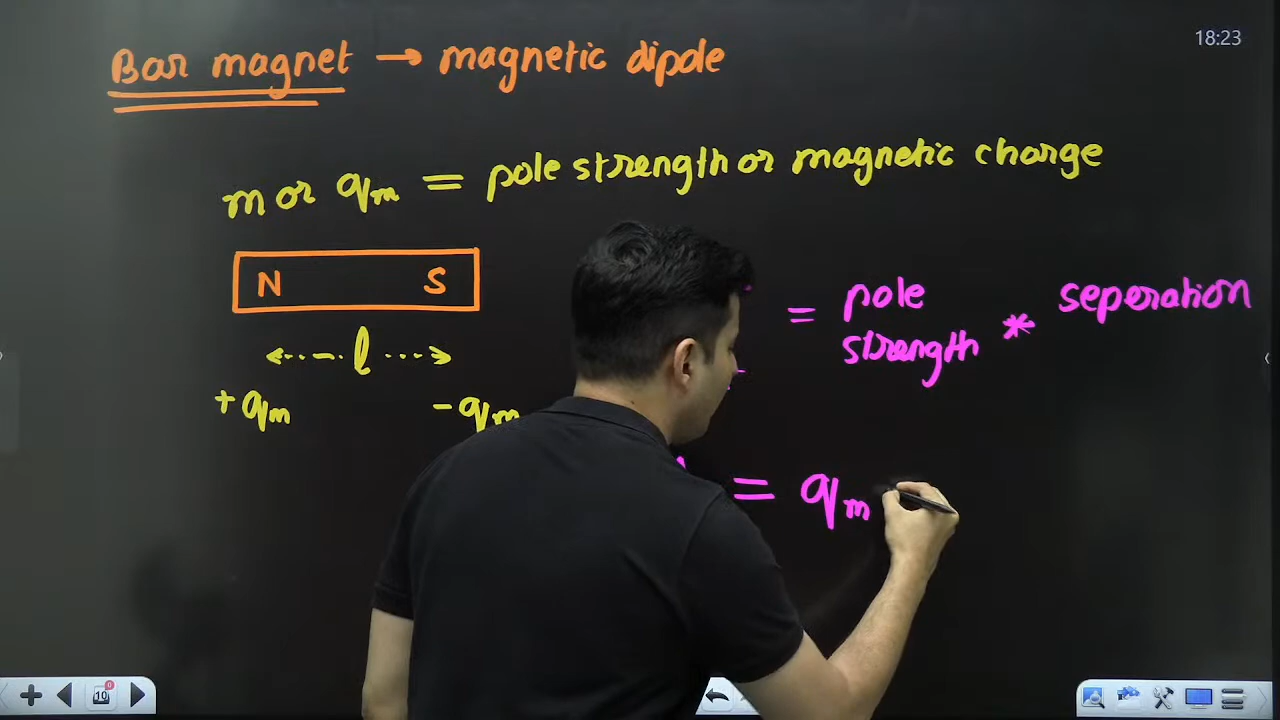 18:23
Bar magnet → magnetic dipole
m or qm = pole strength or magnetic charge
N S
= pole strength * seperation
l
+qm -qm
= qm
10